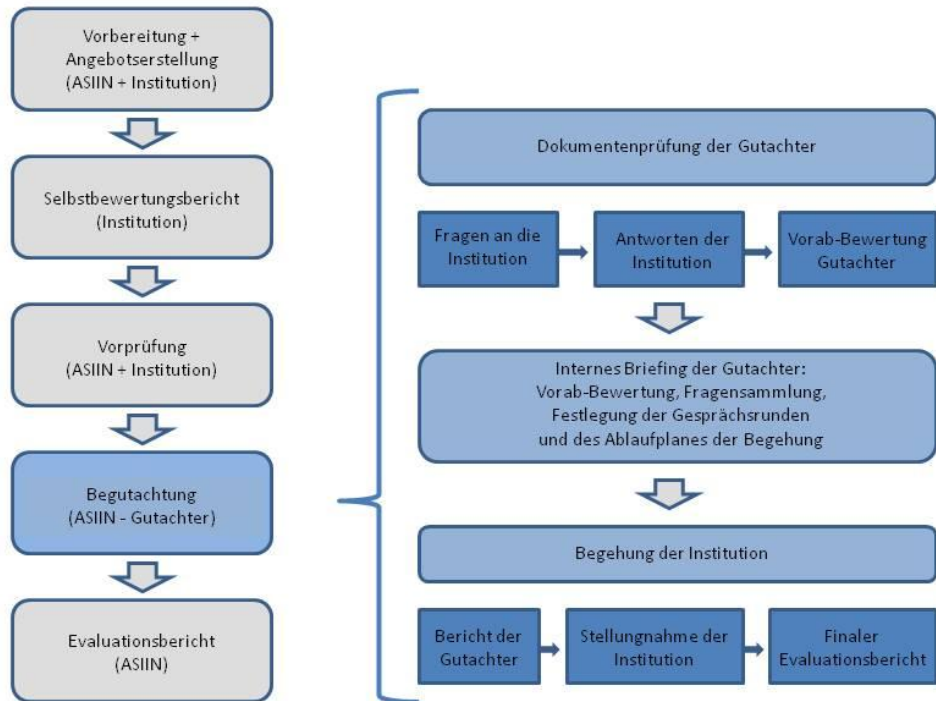 Vorbereitung +
Angebotserstellung
(ASIIN + Institution)
Selbstbewertungsbericht
(Institution)
Vorprüfung
(ASIIN + Institution)
Begutachtung
(ASIIN - Gutachter)
Evaluationsbericht
(ASIIN)
Dokumentenprüfung der Gutachter
Fragen an die
Institution
Antworten der
Institution
Vorab-Bewertung
Gutachter
Internes Briefing der Gutachter:
Vorab-Bewertung, Fragensammlung,
Festlegung der Gesprächsrunden
und des Ablaufplanes der Begehung
Begehung der Institution
Bericht der
Gutachter
Stellungnahme der
Institution
Finaler
Evaluationsbericht